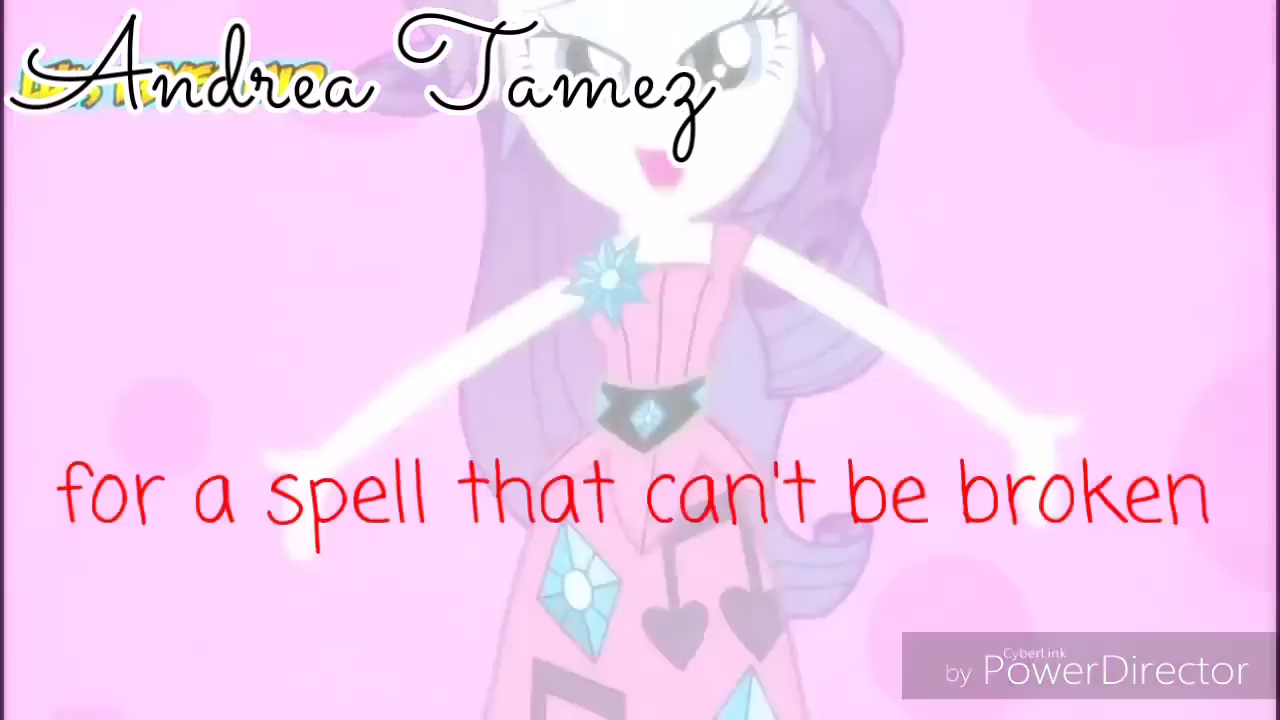 Andrea Tamez
for a spell that can't be broken
by CyberLink PowerDirector